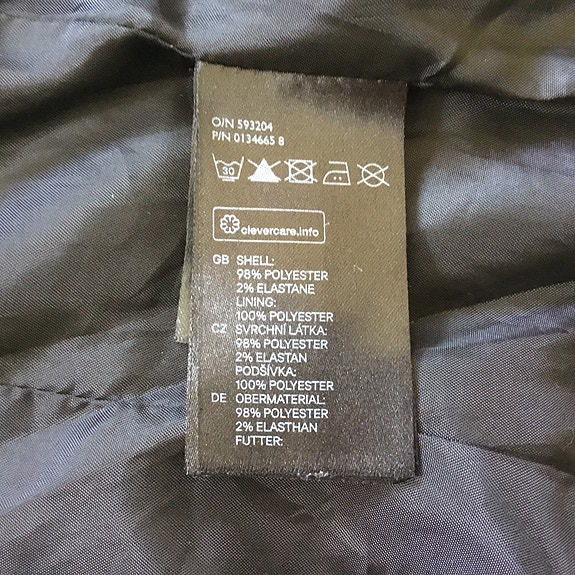 O/N 593204
P/N 0134665 8
30
clevercare.info
GB SHELL:
98% POLYESTER
2% ELASTANE
LINING:
100% POLYESTER
CZ SVRCHNÍ LÁTKA:
98% POLYESTER
2% ELASTAN
PODŠÍVKA:
100% POLYESTER
DE OBERMATERIAL:
98% POLYESTER
2% ELASTHAN
FUTTER: